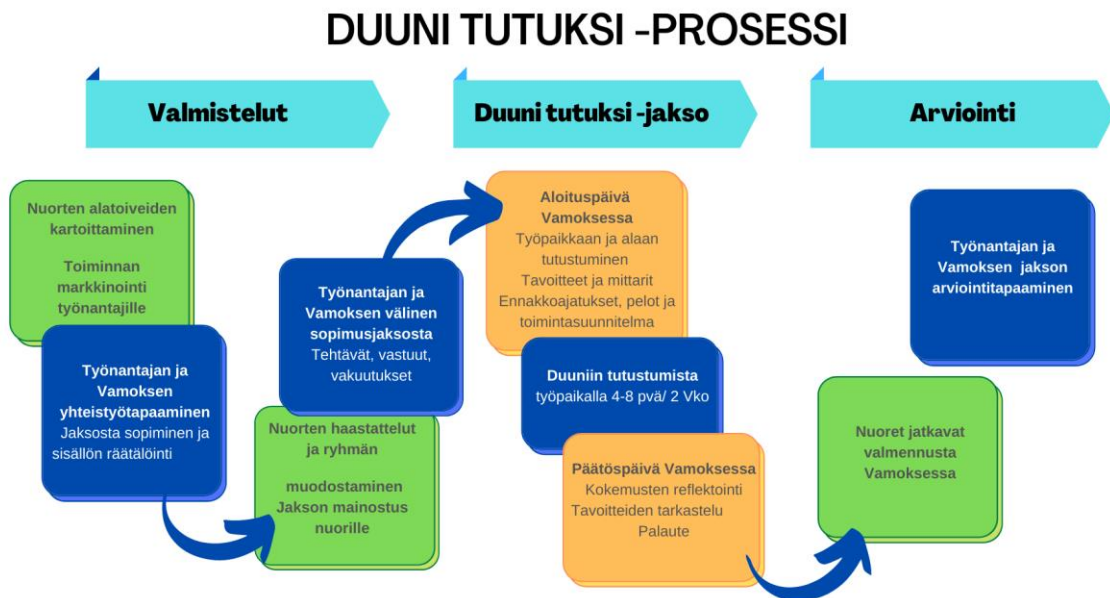 DUUNI TUTUKSI -PROSESSI
Valmistelut
Duuni tutuksi -jakso
Arviointi
Nuorten alatoiveiden
kartoittaminen
Toiminnan
markkinointi
työnantajille
Työnantajan ja
Vamoksen
yhteistyötapaaminen
Jaksosta sopiminen ja
sisällön räätälöinti
Nuorten haastattelut
ja ryhmän
muodostaminen
Jakson mainostus
nuorille
Työnantajan ja
Vamoksen välinen
sopimusjaksosta
Tehtävät, vastuut,
vakuutukset
Aloituspäivä
Vamoksessa
Työpaikkaan ja alaan
tutustuminen
Tavoitteet ja mittarit
Ennakkoajatukset, pelot ja
toimintasuunnitelma
Duuniin tutustumista
työpaikalla 4-8 pvä/ 2 Vko
Päätöspäivä Vamoksessa
Kokemusten reflektointi
Tavoitteiden tarkastelu
Palaute
Työnantajan ja
Vamoksen jakson
arviointitapaaminen
Nuoret jatkavat
valmennusta
Vamoksessa